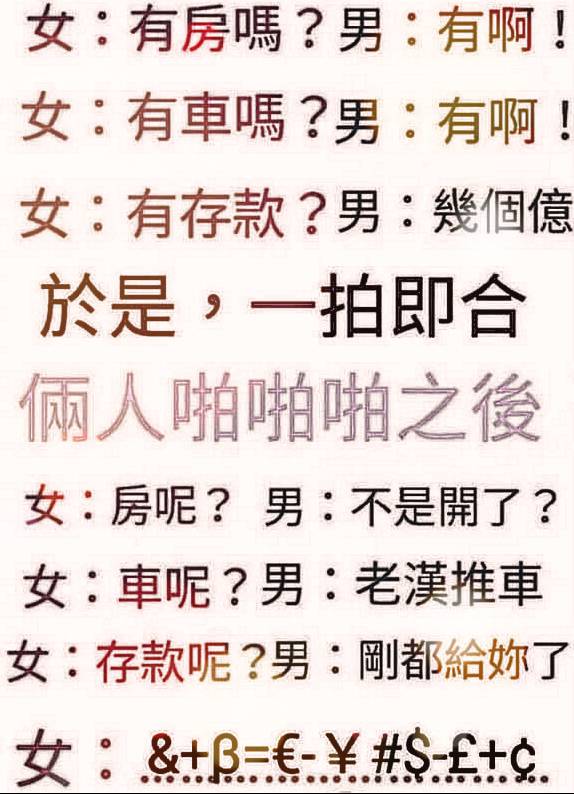 女：有房嗎？男：有啊！
女：有車嗎？男：有啊！
女：有存款？男：幾個億
於是，一拍即合
倆人啪啪啪之後
女：房呢？ 男：不是開了？
女：車呢？男：老漢推車
女：存款呢？男：剛都給妳了
女：&+β=€-￥#$-£+¢